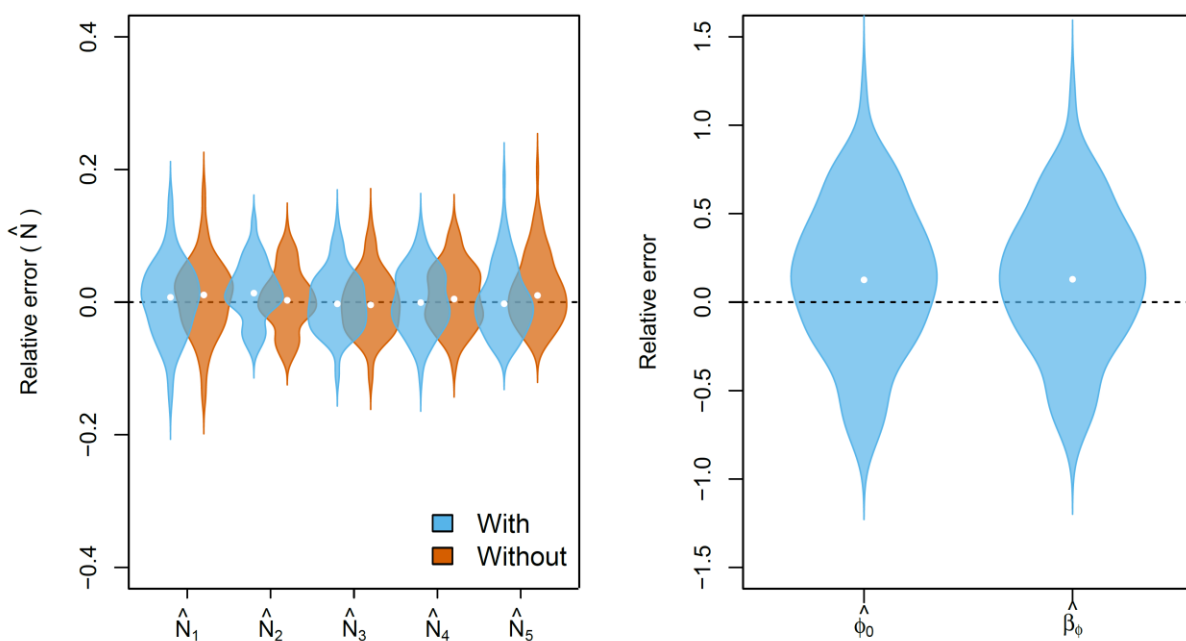 Relative error ( N̂ )
0.4
0.2
0.0
−0.2
−0.4
With
Without
N̂₁ N̂₂ N̂₃ N̂₄ N̂₅
Relative error
1.5
1.0
0.5
0.0
−0.5
−1.0
−1.5
ϕ̂₀ β̂ϕ